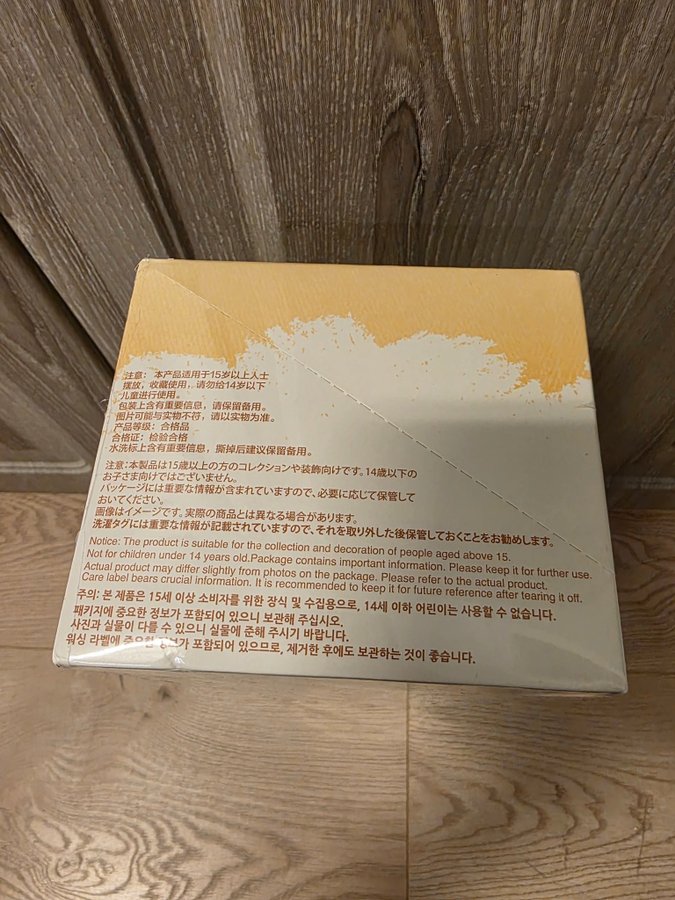 注意： 本产品适用于15岁以上人士
摆放，收藏使用，请勿给14岁以下
儿童进行使用。
包装上含有重要信息，请保留备用。
图片可能与实物不符，请以实物为准。
产品等级：合格品
合格证：检验合格
水洗标上含有重要信息，撕掉后建议保留备用。
注意：本製品は15歳以上の方のコレクションや装飾向けです。14歳以下の
お子さま向けではございません。
パッケージには重要な情報が含まれていますので、必要に応じて保管して
おいてください。
画像はイメージです。実際の商品とは異なる場合があります。
洗濯タグには重要な情報が記載されていますので、それを取り外した後保管しておくことをお勧めします。
Notice: The product is suitable for the collection and decoration of people aged above 15.
Not for children under 14 years old.Package contains important information. Please keep it for further use.
Actual product may differ slightly from photos on the package. Please refer to the actual product,
Care label bears crucial information. It is recommended to keep it for future reference after tearing it off.
주의: 본 제품은 15세 이상 소비자를 위한 장식 및 수집용으로, 14세 이하 어린이는 사용할 수 없습니다.
패키지에 중요한 정보가 포함되어 있으니 보관해 주십시오.
사진과 실물이 다를 수 있으니 실물에 준해 주시기 바랍니다.
워싱 라벨에 중요한 정보가 포함되어 있으므로, 제거한 후에도 보관하는 것이 좋습니다.